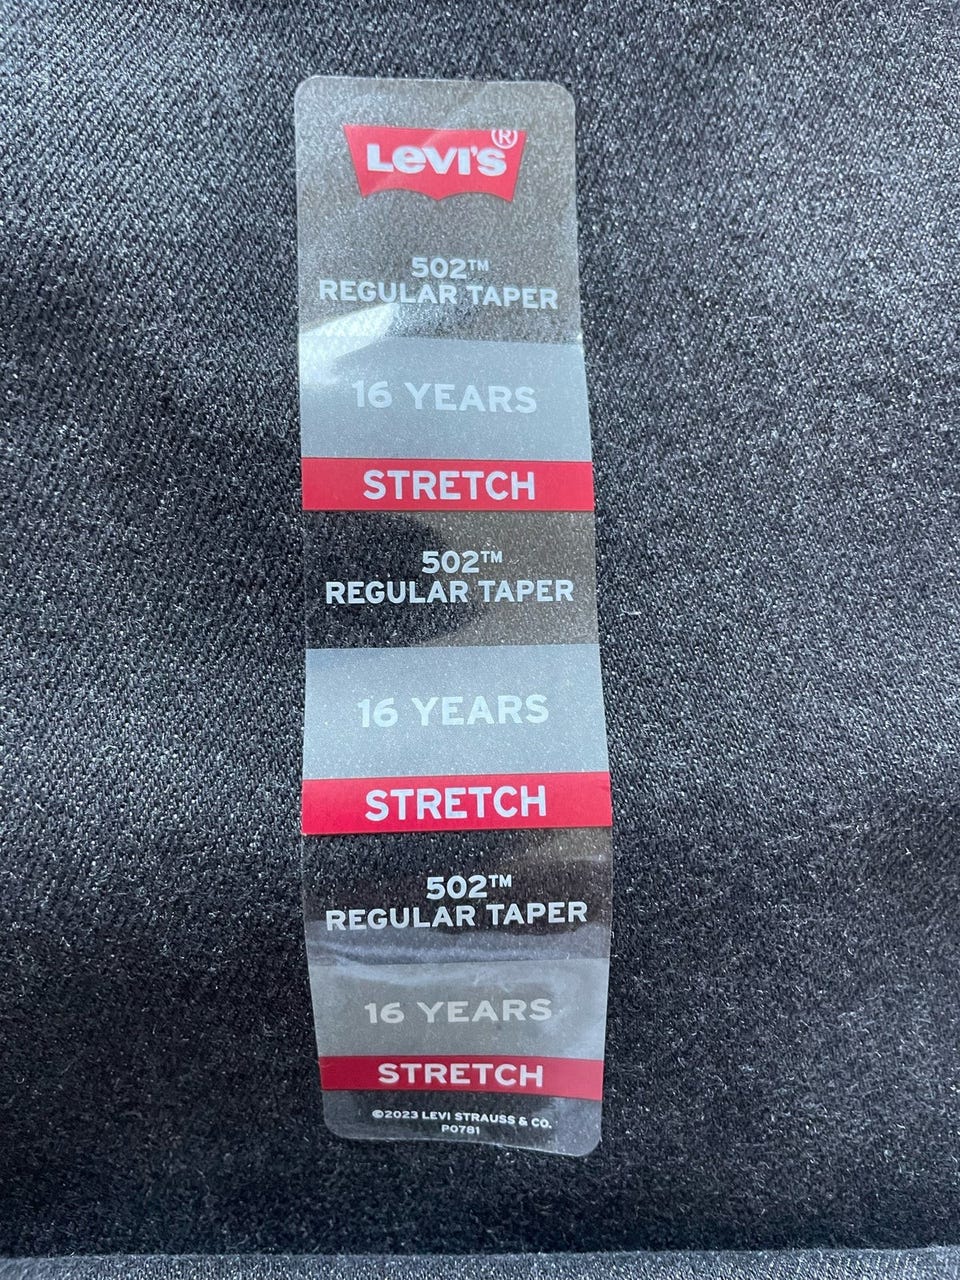 Levi's®
502™
REGULAR TAPER
16 YEARS
STRETCH
502™
REGULAR TAPER
16 YEARS
STRETCH
502™
REGULAR TAPER
16 YEARS
STRETCH
©2023 LEVI STRAUSS & CO.
P0781